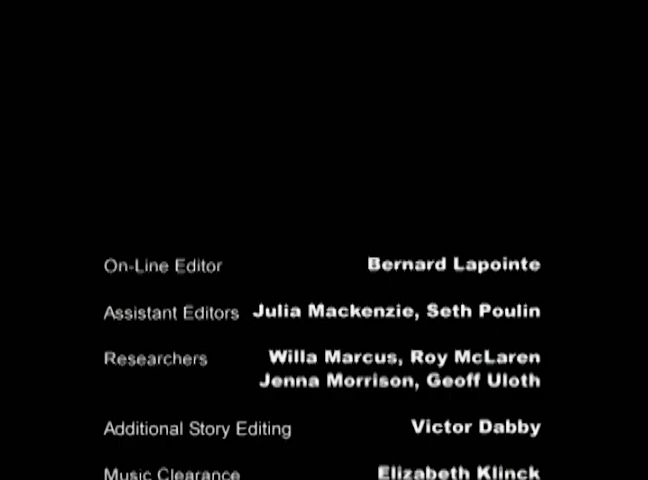 On-Line Editor Bernard Lapointe
Assistant Editors Julia Mackenzie, Seth Poulin
Researchers Willa Marcus, Roy McLaren
Jenna Morrison, Geoff Uloth
Additional Story Editing Victor Dabby
Music Clearance Elizabeth Klinck